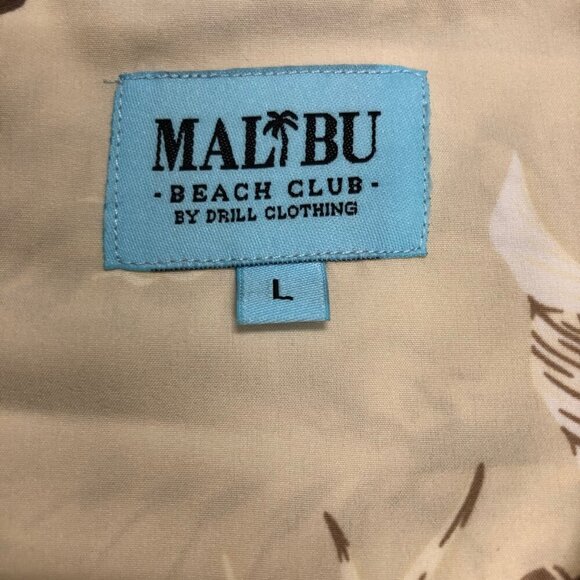 MALIBU
- BEACH CLUB -
BY DRILL CLOTHING
L